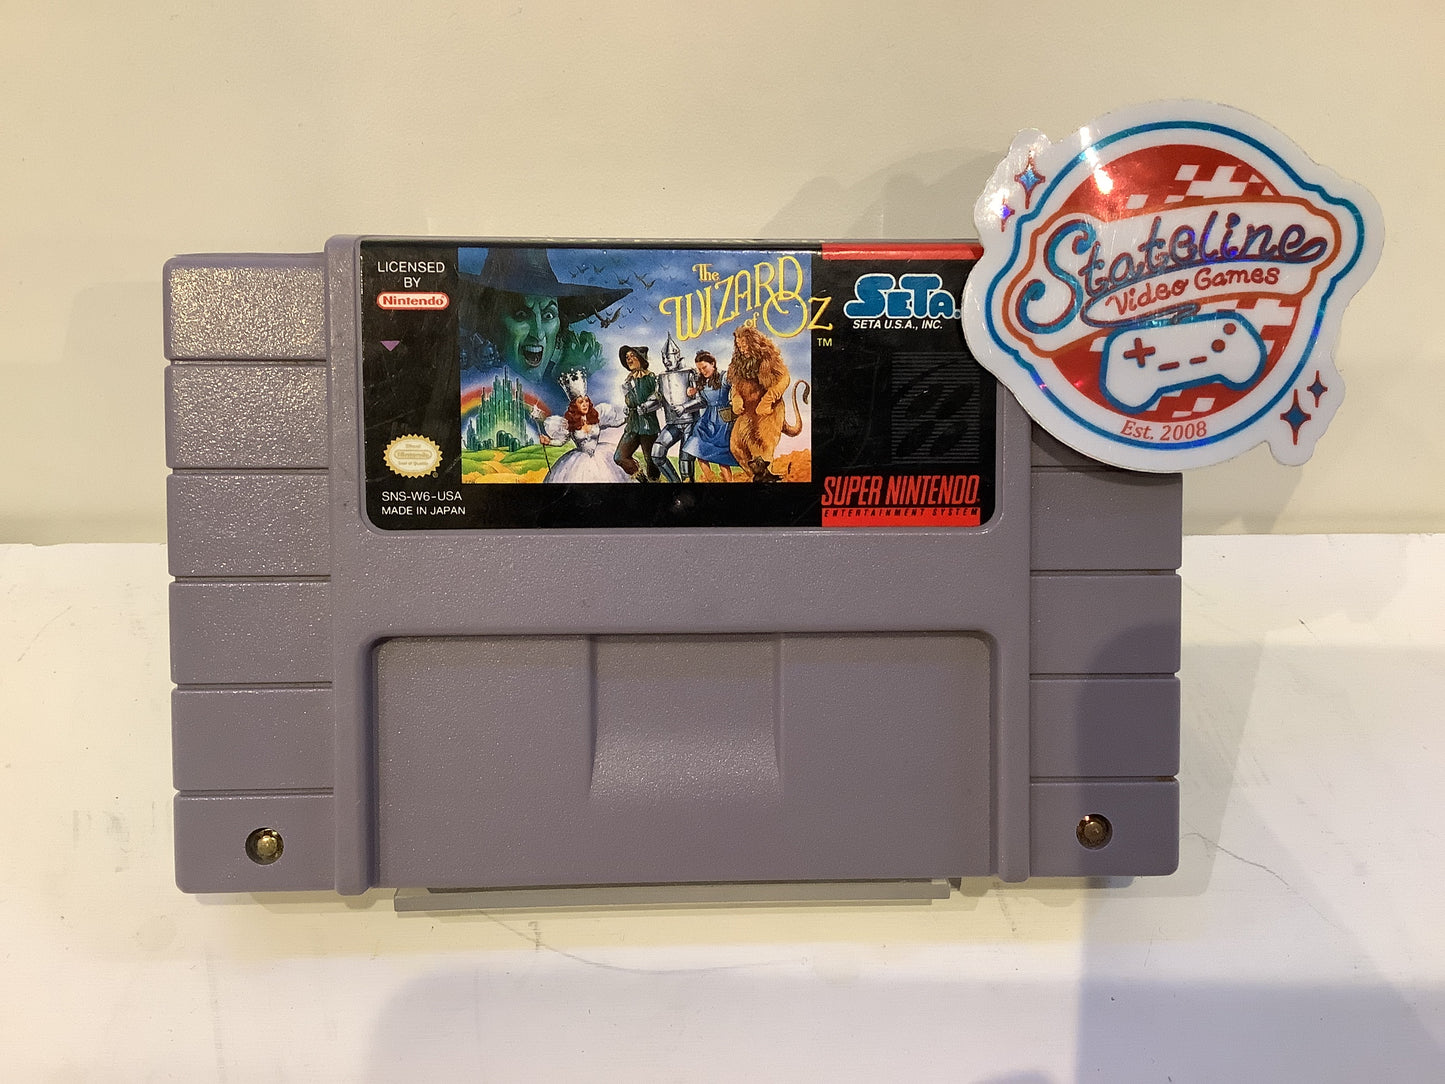 LICENSED
BY
Nintendo
SNS-W6-USA
MADE IN JAPAN
The
WIZARD
of OZ
TM
SETA
SETA U.S.A., INC.
SUPER NINTENDO
ENTERTAINMENT SYSTEM
Stateline
Video Games
Est. 2008